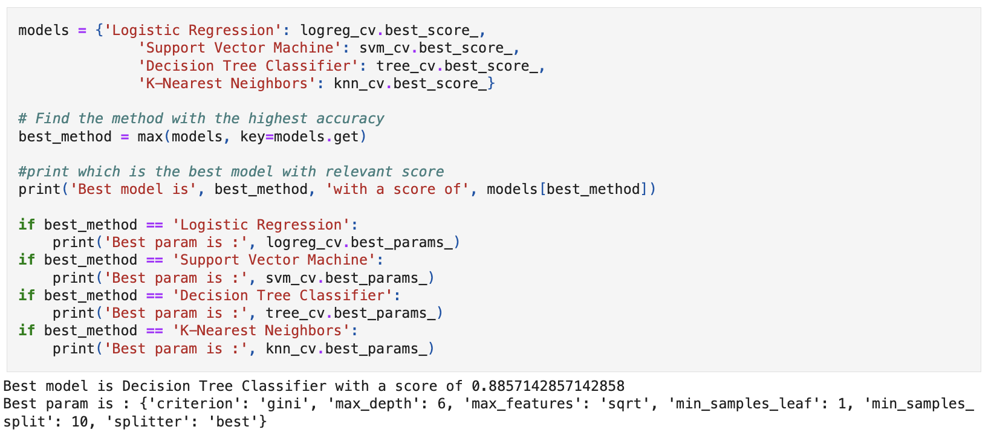 models = {'Logistic Regression': logreg_cv.best_score_,
              'Support Vector Machine': svm_cv.best_score_,
              'Decision Tree Classifier': tree_cv.best_score_,
              'K-Nearest Neighbors': knn_cv.best_score_}

# Find the method with the highest accuracy
best_method = max(models, key=models.get)

#print which is the best model with relevant score
print('Best model is', best_method, 'with a score of', models[best_method])

if best_method == 'Logistic Regression':
    print('Best param is :', logreg_cv.best_params_)
if best_method == 'Support Vector Machine':
    print('Best param is :', svm_cv.best_params_)
if best_method == 'Decision Tree Classifier':
    print('Best param is :', tree_cv.best_params_)
if best_method == 'K-Nearest Neighbors':
    print('Best param is :', knn_cv.best_params_)

Best model is Decision Tree Classifier with a score of 0.8857142857142858
Best param is : {'criterion': 'gini', 'max_depth': 6, 'max_features': 'sqrt', 'min_samples_leaf': 1, 'min_samples_
split': 10, 'splitter': 'best'}